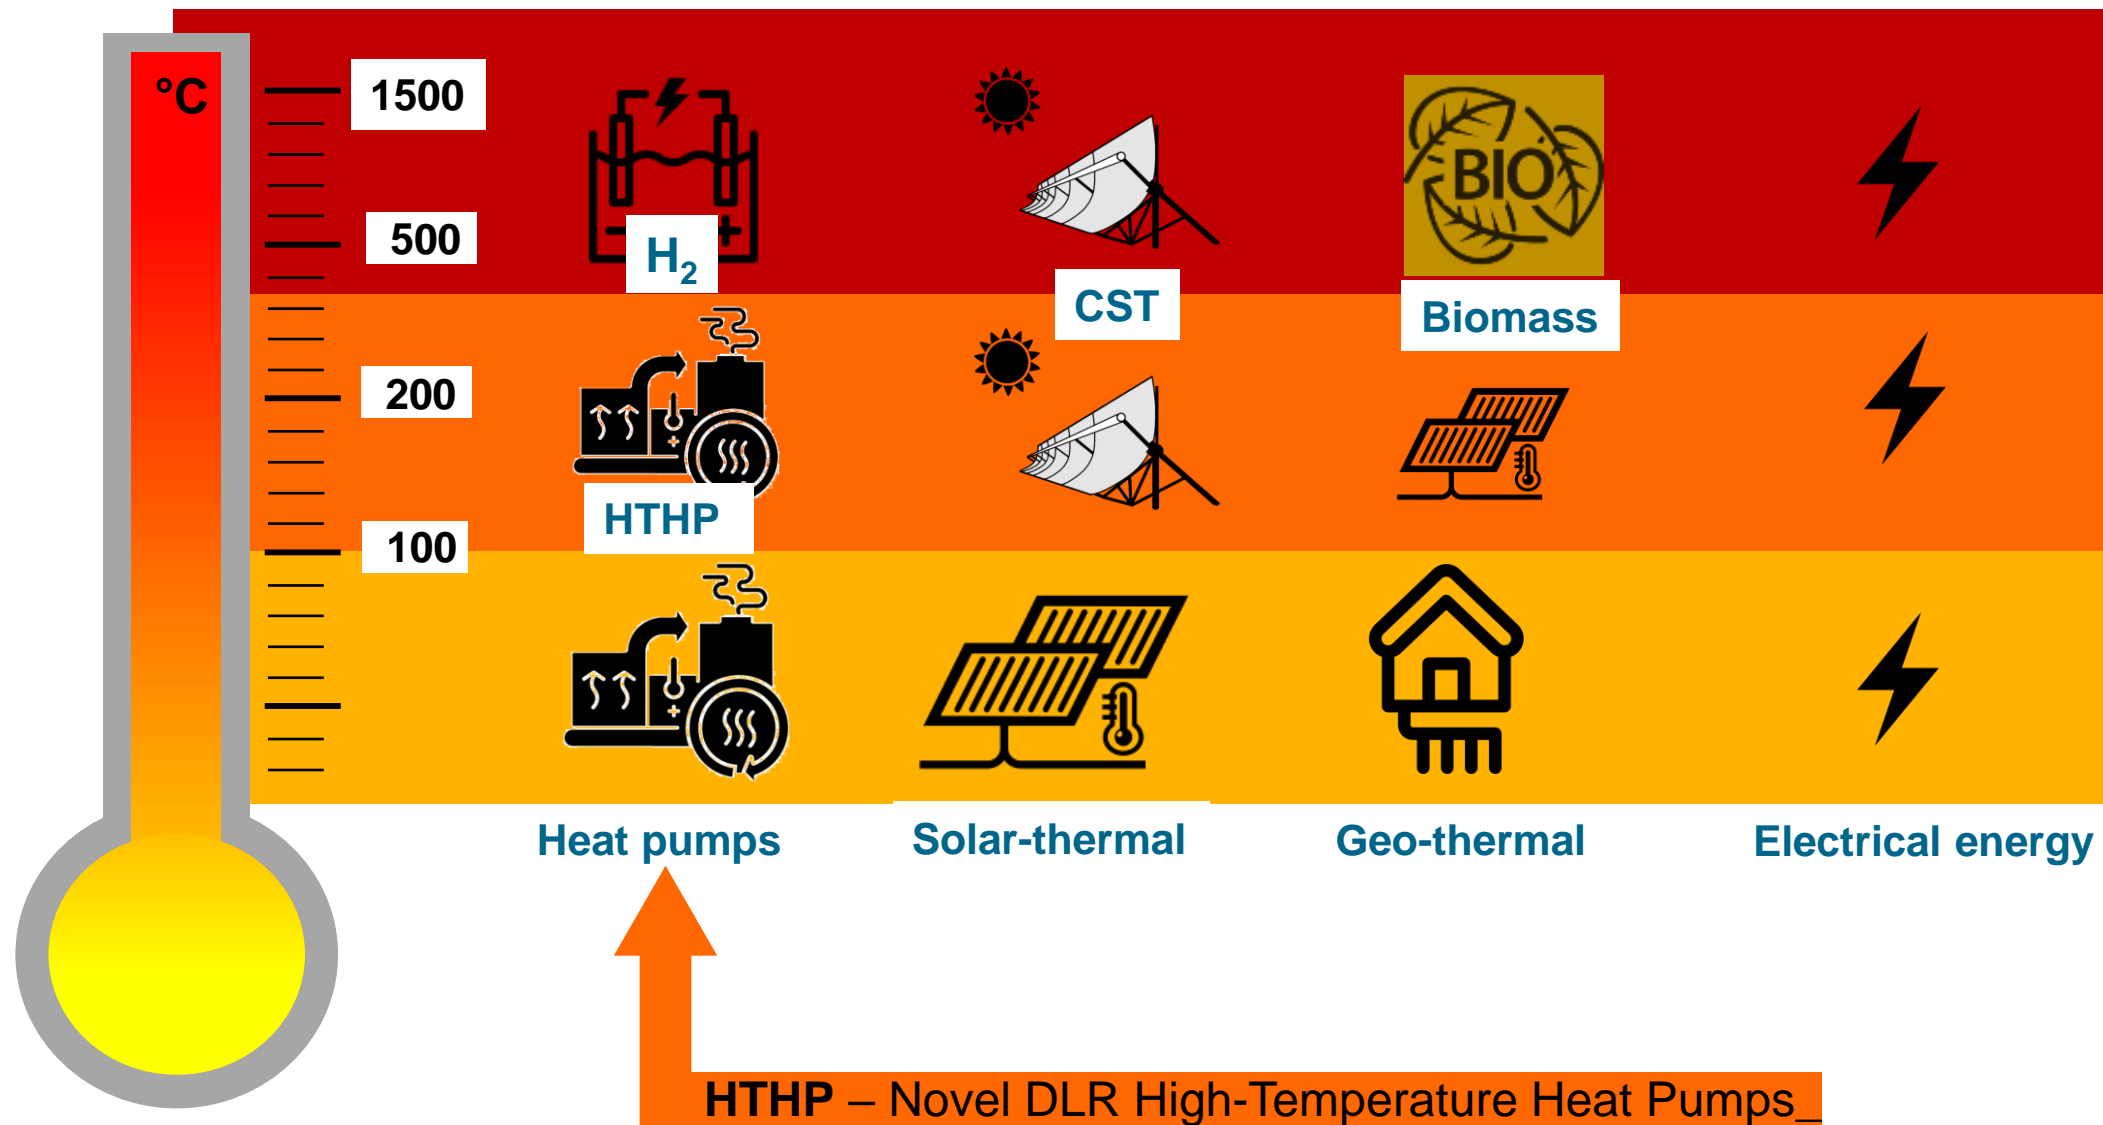 °C
1500
BIO
500
H₂
CST
Biomass
200
HTHP
100
Heat pumps
Solar-thermal
Geo-thermal
Electrical energy
HTHP – Novel DLR High-Temperature Heat Pumps_